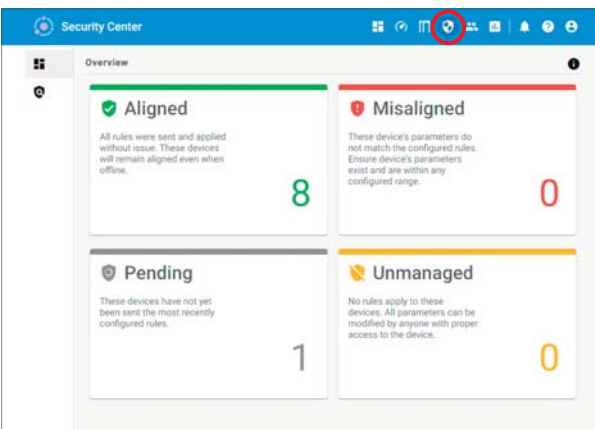 Security Center
Overview
Aligned
All rules were sent and applied
without issue. These devices
will remain aligned even when
offline.
8
Misaligned
These device's parameters do
not match the configured rules.
Ensure device's parameters
exist and are within any
configured range.
0
Pending
These devices have not yet
been sent the most recently
configured rules.
1
Unmanaged
No rules apply to these
devices. All parameters can be
modified by anyone with proper
access to the device.
0